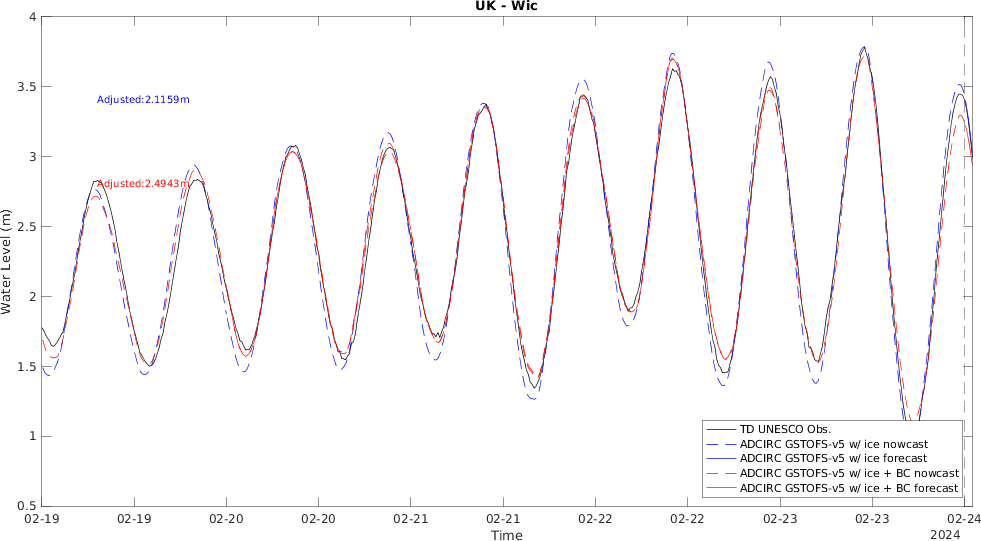 UK - Wic
4
3.5
3
2.5
2
1.5
1
0.5
Water Level (m)
Adjusted:2.1159m
Adjusted:2.4943m
TD UNESCO Obs.
ADCIRC GSTOFS-v5 w/ ice nowcast
ADCIRC GSTOFS-v5 w/ ice forecast
ADCIRC GSTOFS-v5 w/ ice + BC nowcast
ADCIRC GSTOFS-v5 w/ ice + BC forecast
02-19 02-19 02-20 02-20 02-21 02-21 02-22 02-22 02-23 02-23 02-24
Time
2024